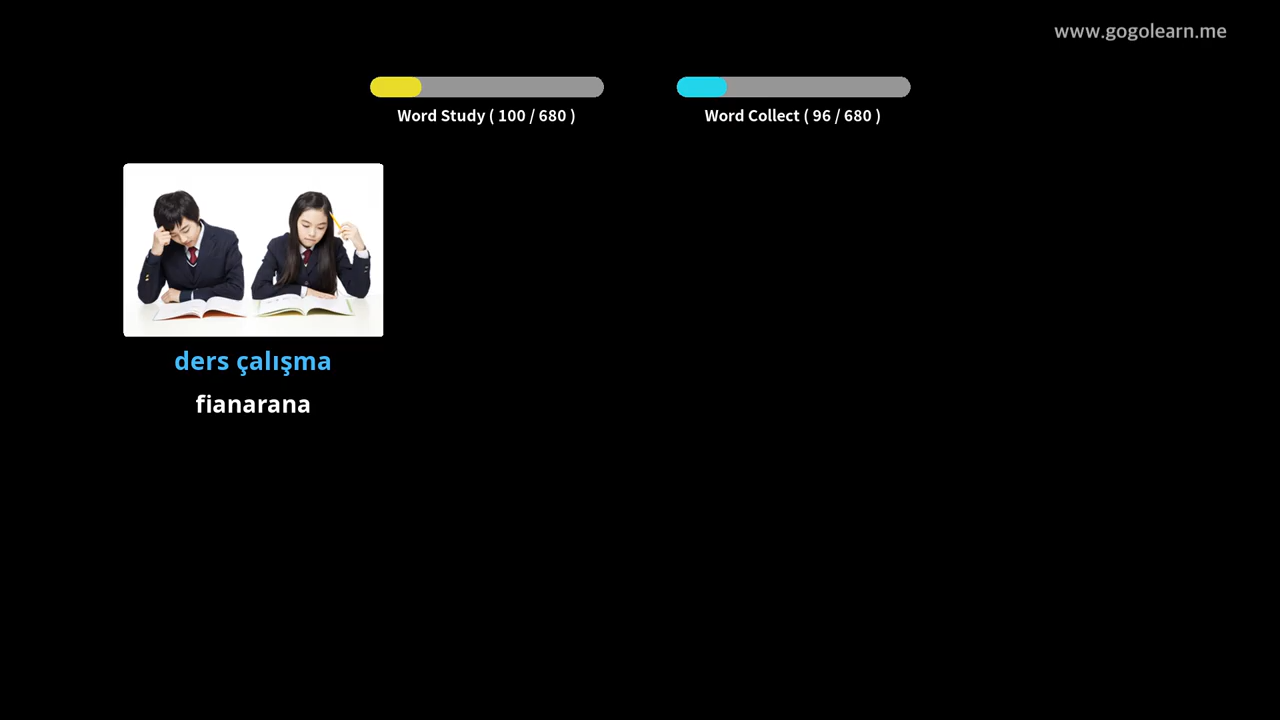 www.gogolearn.me
Word Study ( 100 / 680 )
Word Collect ( 96 / 680 )
ders çalışma
fianarana